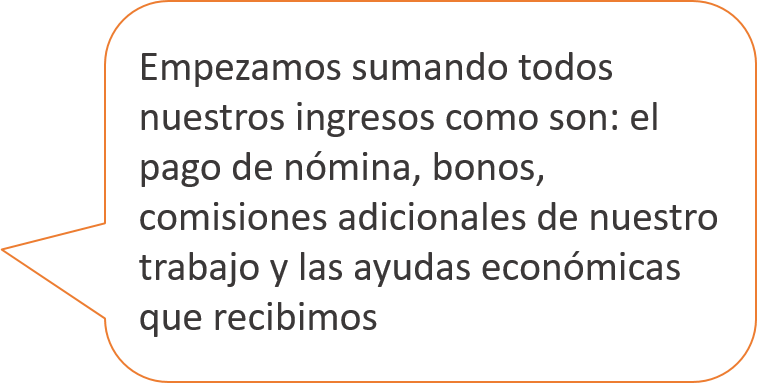 Empezamos sumando todos
nuestros ingresos como son: el
pago de nómina, bonos,
comisiones adicionales de nuestro
trabajo y las ayudas económicas
que recibimos